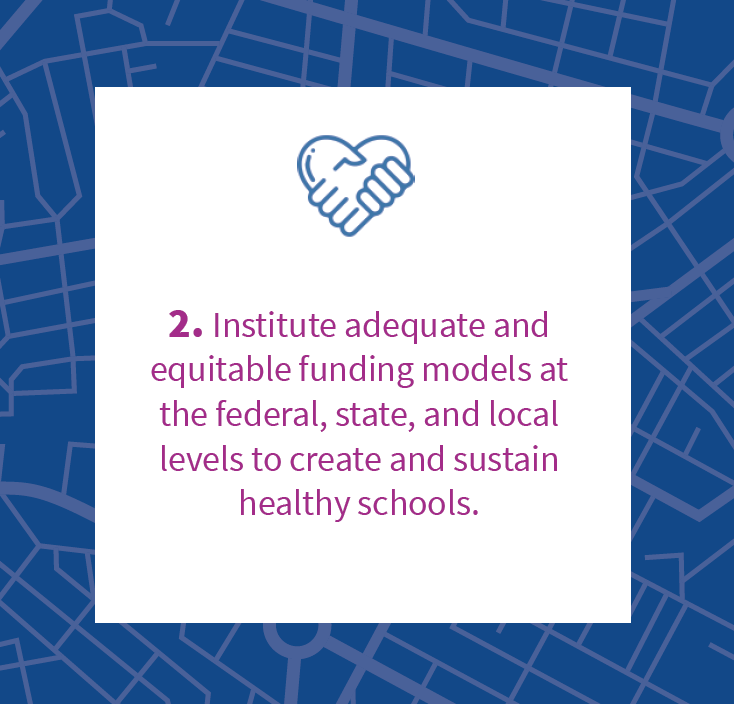 2. Institute adequate and
equitable funding models at
the federal, state, and local
levels to create and sustain
healthy schools.